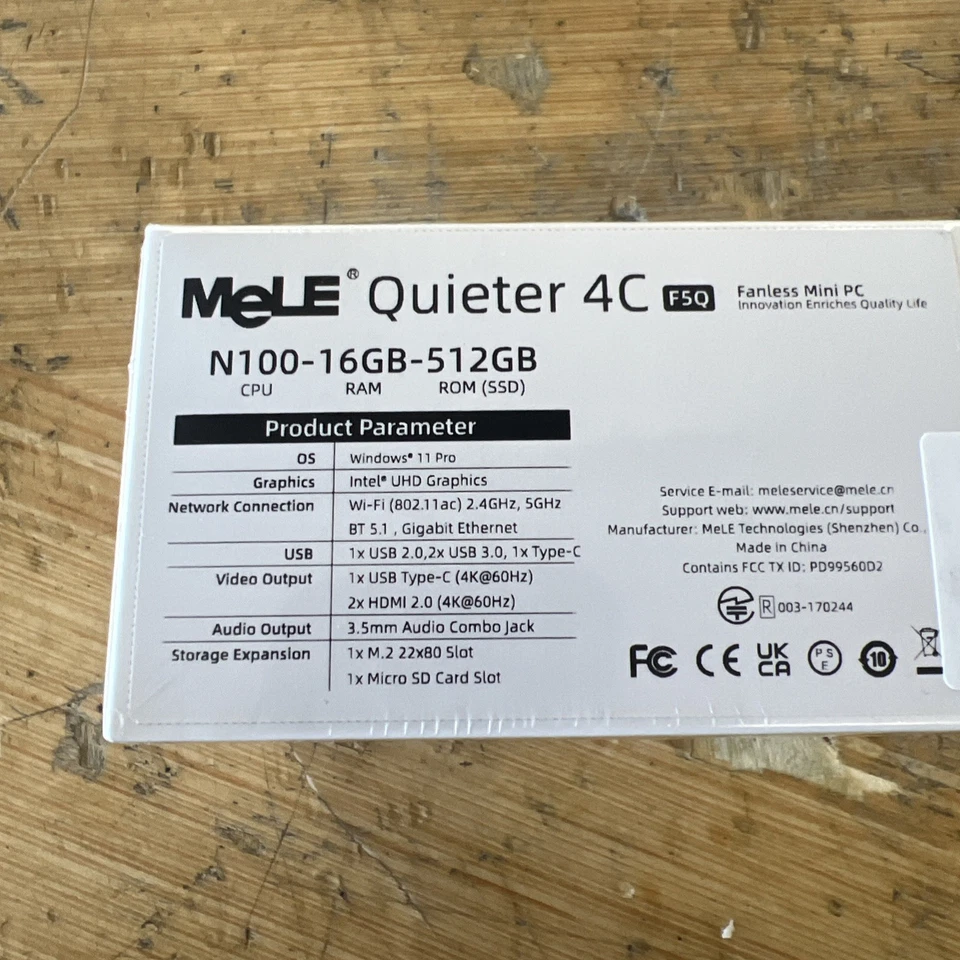 MeLE® Quieter 4C F5Q Fanless Mini PC
Innovation Enriches Quality Life
N100-16GB-512GB
CPU RAM ROM (SSD)
Product Parameter
OS Windows® 11 Pro
Graphics Intel® UHD Graphics
Network Connection Wi-Fi (802.11ac) 2.4GHz, 5GHz
BT 5.1 , Gigabit Ethernet
USB 1x USB 2.0,2x USB 3.0, 1x Type-C
Video Output 1x USB Type-C (4K@60Hz)
2x HDMI 2.0 (4K@60Hz)
Audio Output 3.5mm Audio Combo Jack
Storage Expansion 1x M.2 22x80 Slot
1x Micro SD Card Slot
Service E-mail: meleservice@mele.cn
Support web: www.mele.cn/support
Manufacturer: MeLE Technologies (Shenzhen) Co.,
Made in China
Contains FCC TX ID: PD99560D2
R 003-170244
FC CE UK CA PS E 10